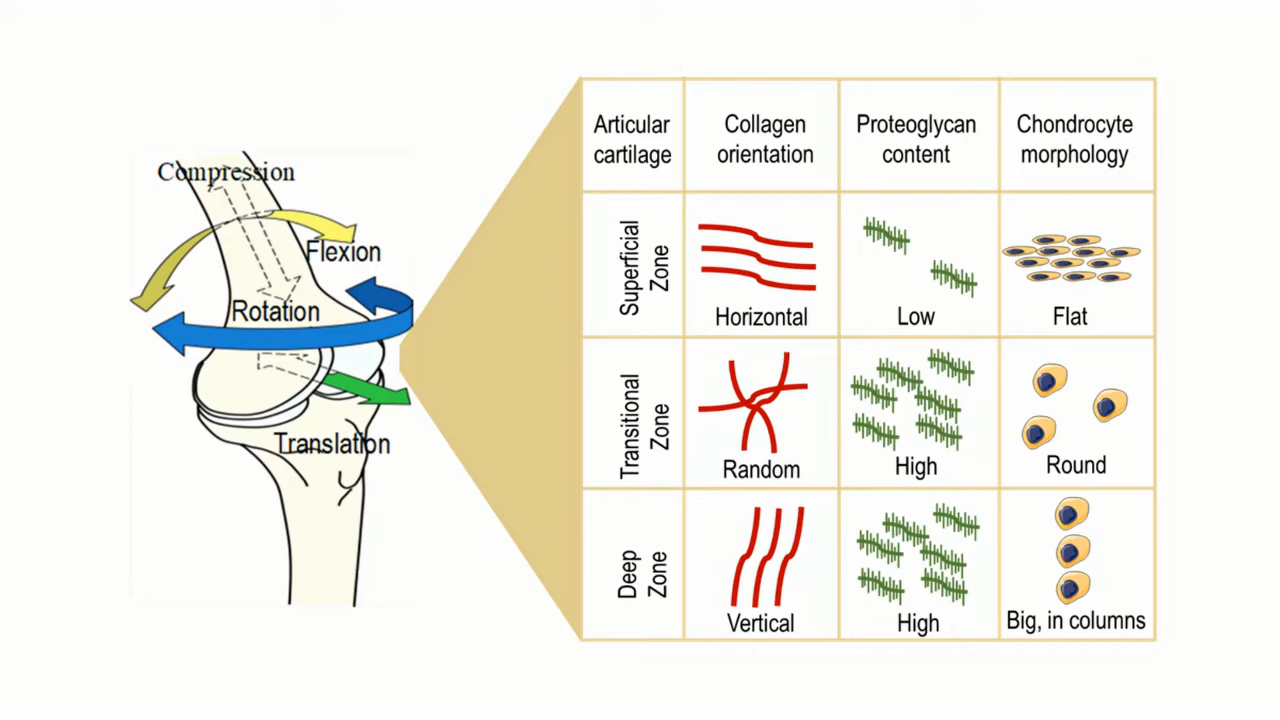 Compression
Flexion
Rotation
Translation
Articular
cartilage
Collagen
orientation
Proteoglycan
content
Chondrocyte
morphology
Superficial
Zone
Horizontal
Low
Flat
Transitional
Zone
Random
High
Round
Deep
Zone
Vertical
High
Big, in columns